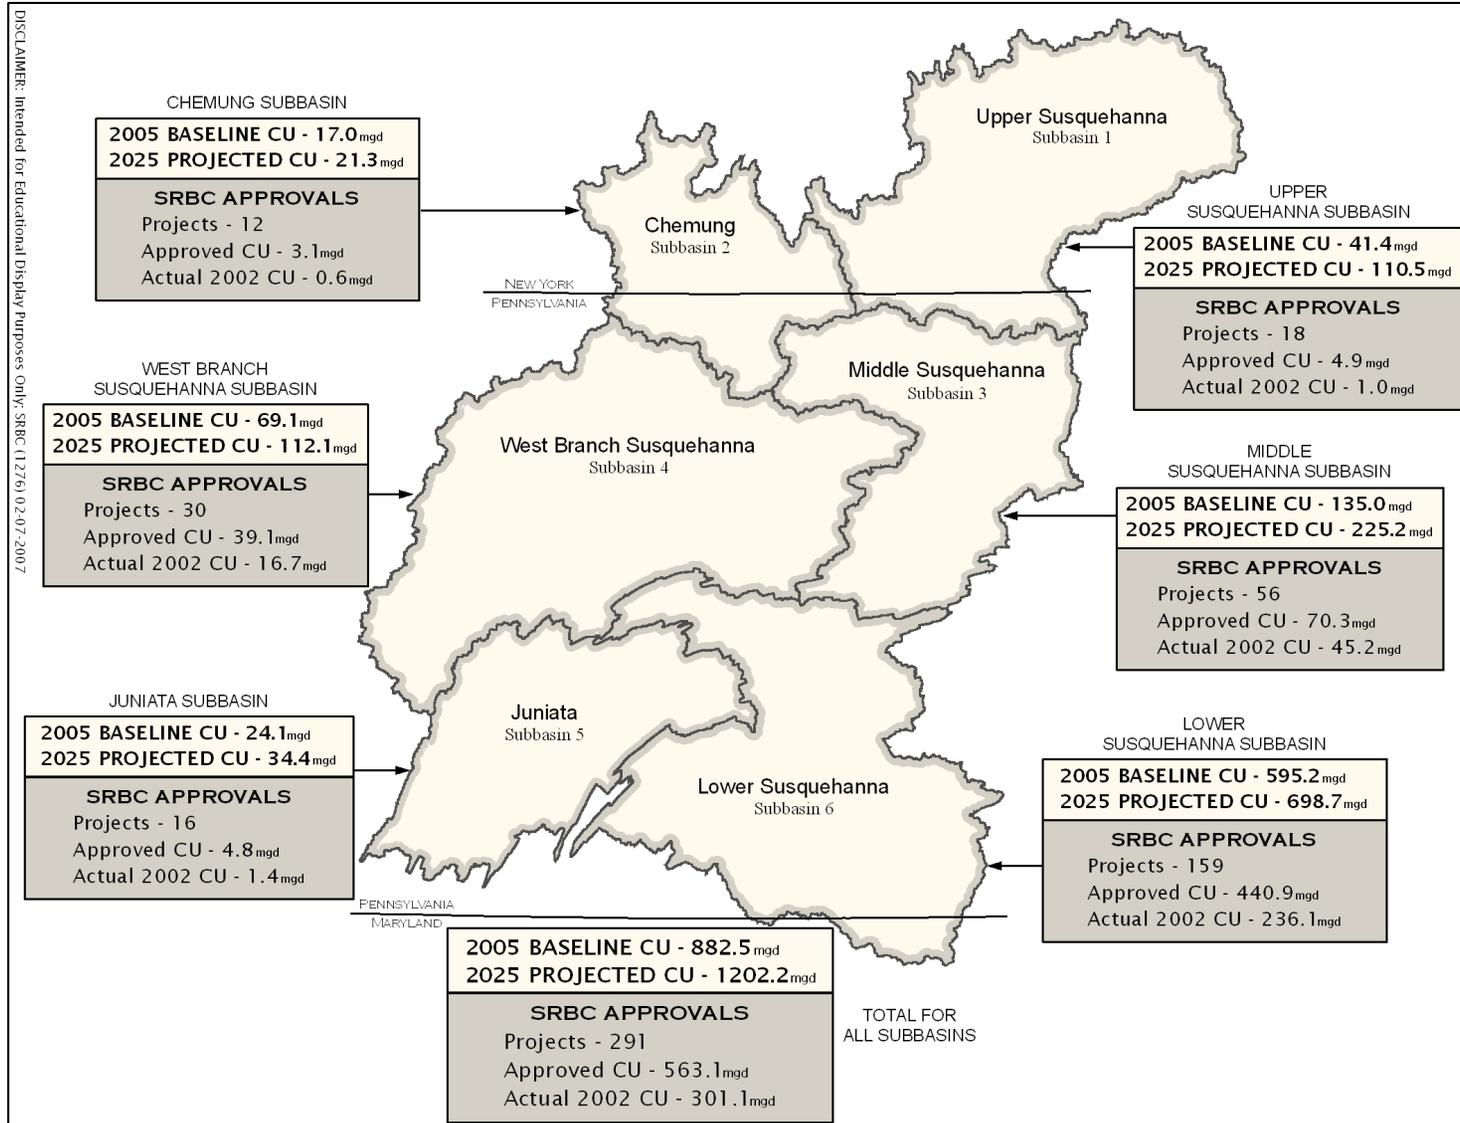 DISCLAIMER: Intended for Educational Display Purposes Only; SRBC (1276) 02-07-2007
CHEMUNG SUBBASIN
2005 BASELINE CU - 17.0mgd
2025 PROJECTED CU - 21.3mgd
SRBC APPROVALS
Projects - 12
Approved CU - 3.1mgd
Actual 2002 CU - 0.6mgd
Upper Susquehanna
Subbasin 1
Chemung
Subbasin 2
UPPER
SUSQUEHANNA SUBBASIN
2005 BASELINE CU - 41.4mgd
2025 PROJECTED CU - 110.5mgd
SRBC APPROVALS
Projects - 18
Approved CU - 4.9mgd
Actual 2002 CU - 1.0mgd
NEW YORK
PENNSYLVANIA
WEST BRANCH
SUSQUEHANNA SUBBASIN
2005 BASELINE CU - 69.1mgd
2025 PROJECTED CU - 112.1mgd
SRBC APPROVALS
Projects - 30
Approved CU - 39.1mgd
Actual 2002 CU - 16.7mgd
Middle Susquehanna
Subbasin 3
West Branch Susquehanna
Subbasin 4
MIDDLE
SUSQUEHANNA SUBBASIN
2005 BASELINE CU - 135.0mgd
2025 PROJECTED CU - 225.2mgd
SRBC APPROVALS
Projects - 56
Approved CU - 70.3mgd
Actual 2002 CU - 45.2mgd
JUNIATA SUBBASIN
2005 BASELINE CU - 24.1mgd
2025 PROJECTED CU - 34.4mgd
SRBC APPROVALS
Projects - 16
Approved CU - 4.8mgd
Actual 2002 CU - 1.4mgd
Juniata
Subbasin 5
Lower Susquehanna
Subbasin 6
LOWER
SUSQUEHANNA SUBBASIN
2005 BASELINE CU - 595.2mgd
2025 PROJECTED CU - 698.7mgd
SRBC APPROVALS
Projects - 159
Approved CU - 440.9mgd
Actual 2002 CU - 236.1mgd
PENNSYLVANIA
MARYLAND
2005 BASELINE CU - 882.5mgd
2025 PROJECTED CU - 1202.2mgd
SRBC APPROVALS
Projects - 291
Approved CU - 563.1mgd
Actual 2002 CU - 301.1mgd
TOTAL FOR
ALL SUBBASINS